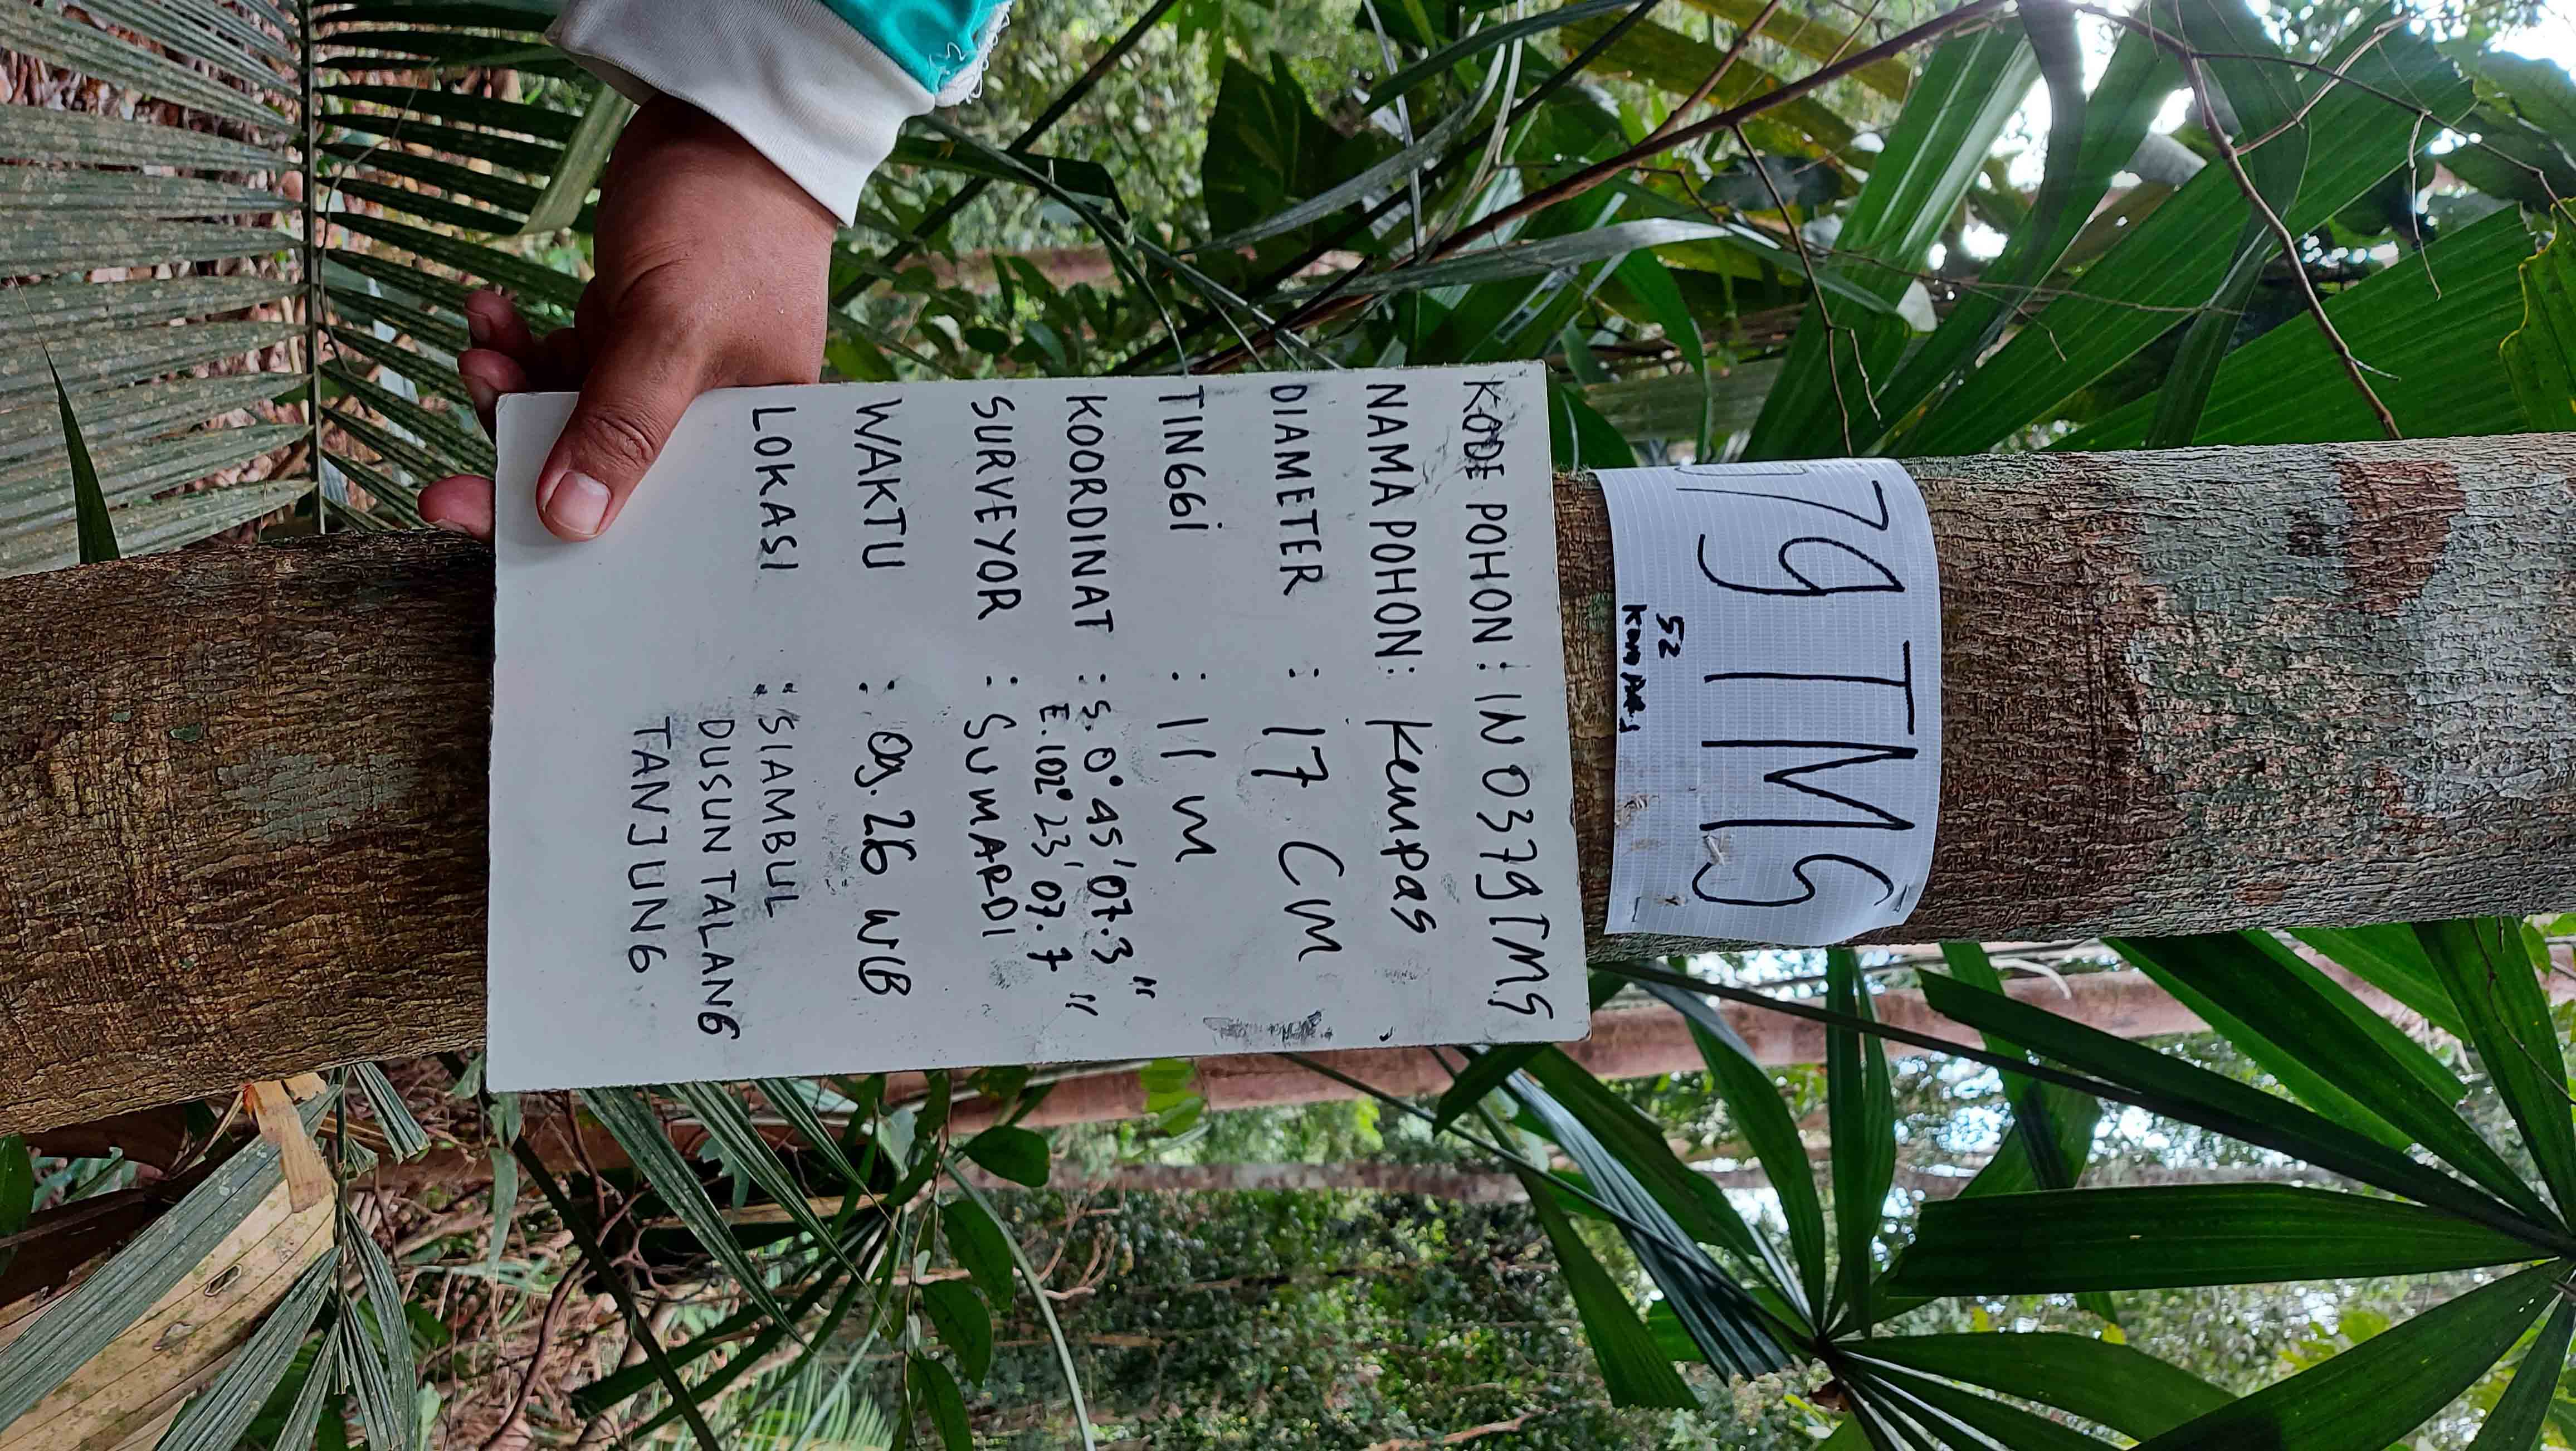 79 TMS
52
KODE POHON : IN 0379TMS
NAMA POHON : Kempas
DIAMETER : 17 CM
TINGGi : 11 m
KOORDINAT : S. 0° 45' 07.3 "
E. 102° 23' 07.7 "
SURVEYOR : SUMARDI
WAKTU : 09.26 WIB
LOKASI : SIAMBUL
DUSUN TALANG
TANJUNG